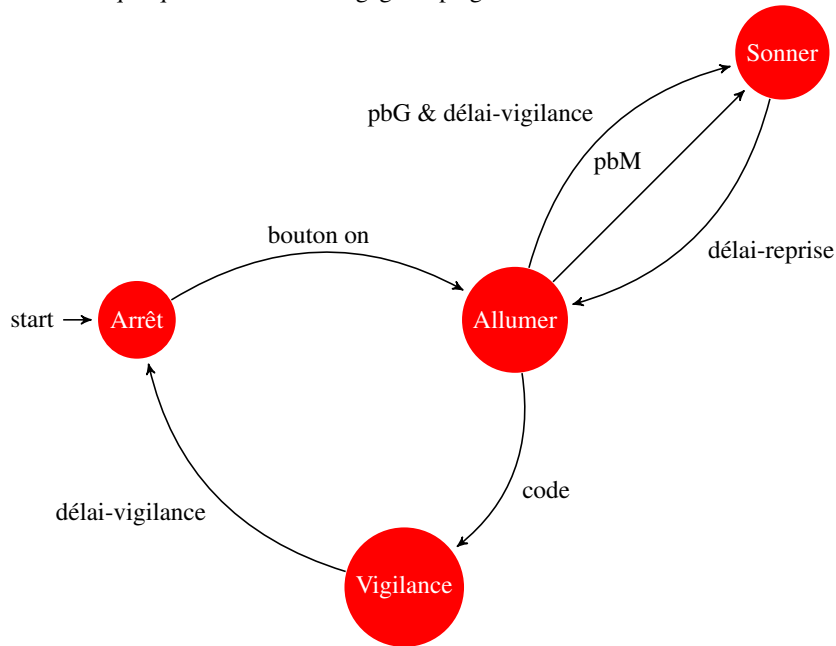 Sonner
pbG & délai-vigilance
pbM
bouton on
délai-reprise
start
Arrêt
Allumer
code
délai-vigilance
Vigilance